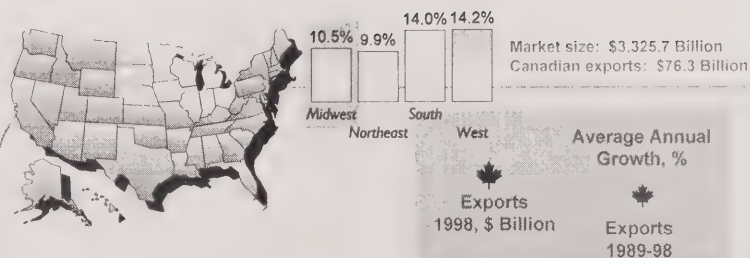 10.5% 9.9% 14.0% 14.2%
Midwest
Northeast
South
West
Market size: $3,325.7 Billion
Canadian exports: $76.3 Billion
Exports
1998, $ Billion
Average Annual
Growth, %
Exports
1989-98